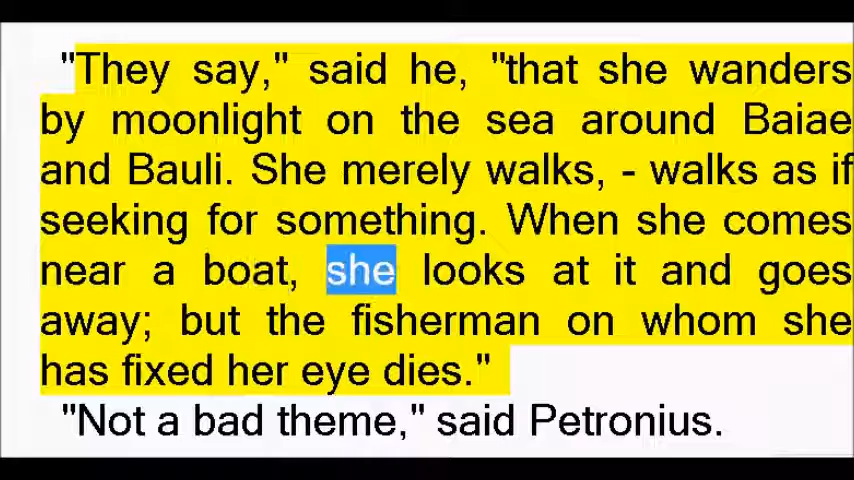 "They say," said he, "that she wanders
by moonlight on the sea around Baiae
and Bauli. She merely walks, - walks as if
seeking for something. When she comes
near a boat, she looks at it and goes
away; but the fisherman on whom she
has fixed her eye dies."
"Not a bad theme," said Petronius.